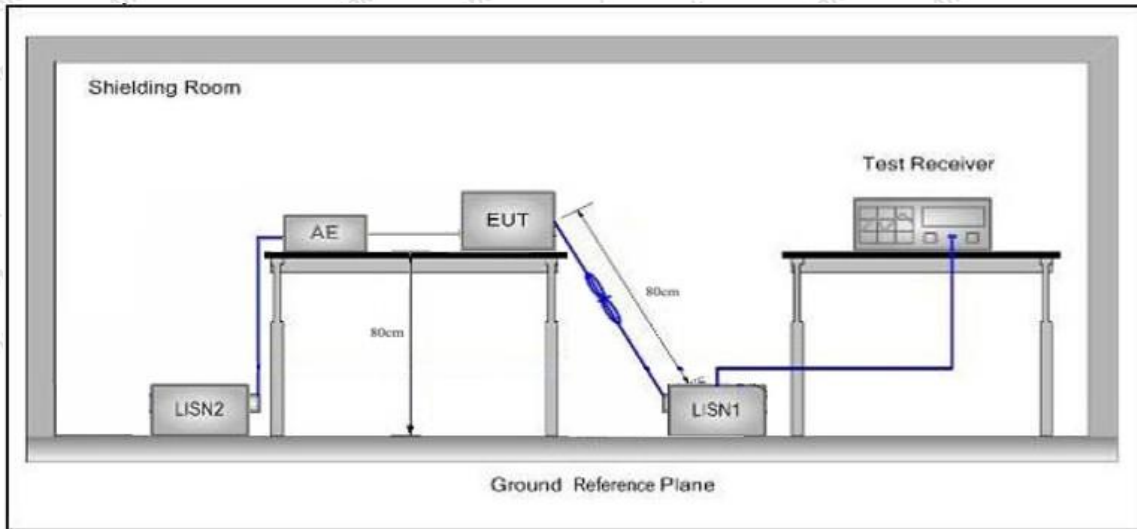 Shielding Room
Test Receiver
EUT
AE
80cm
80cm
LISN2
LISN1
Ground Reference Plane